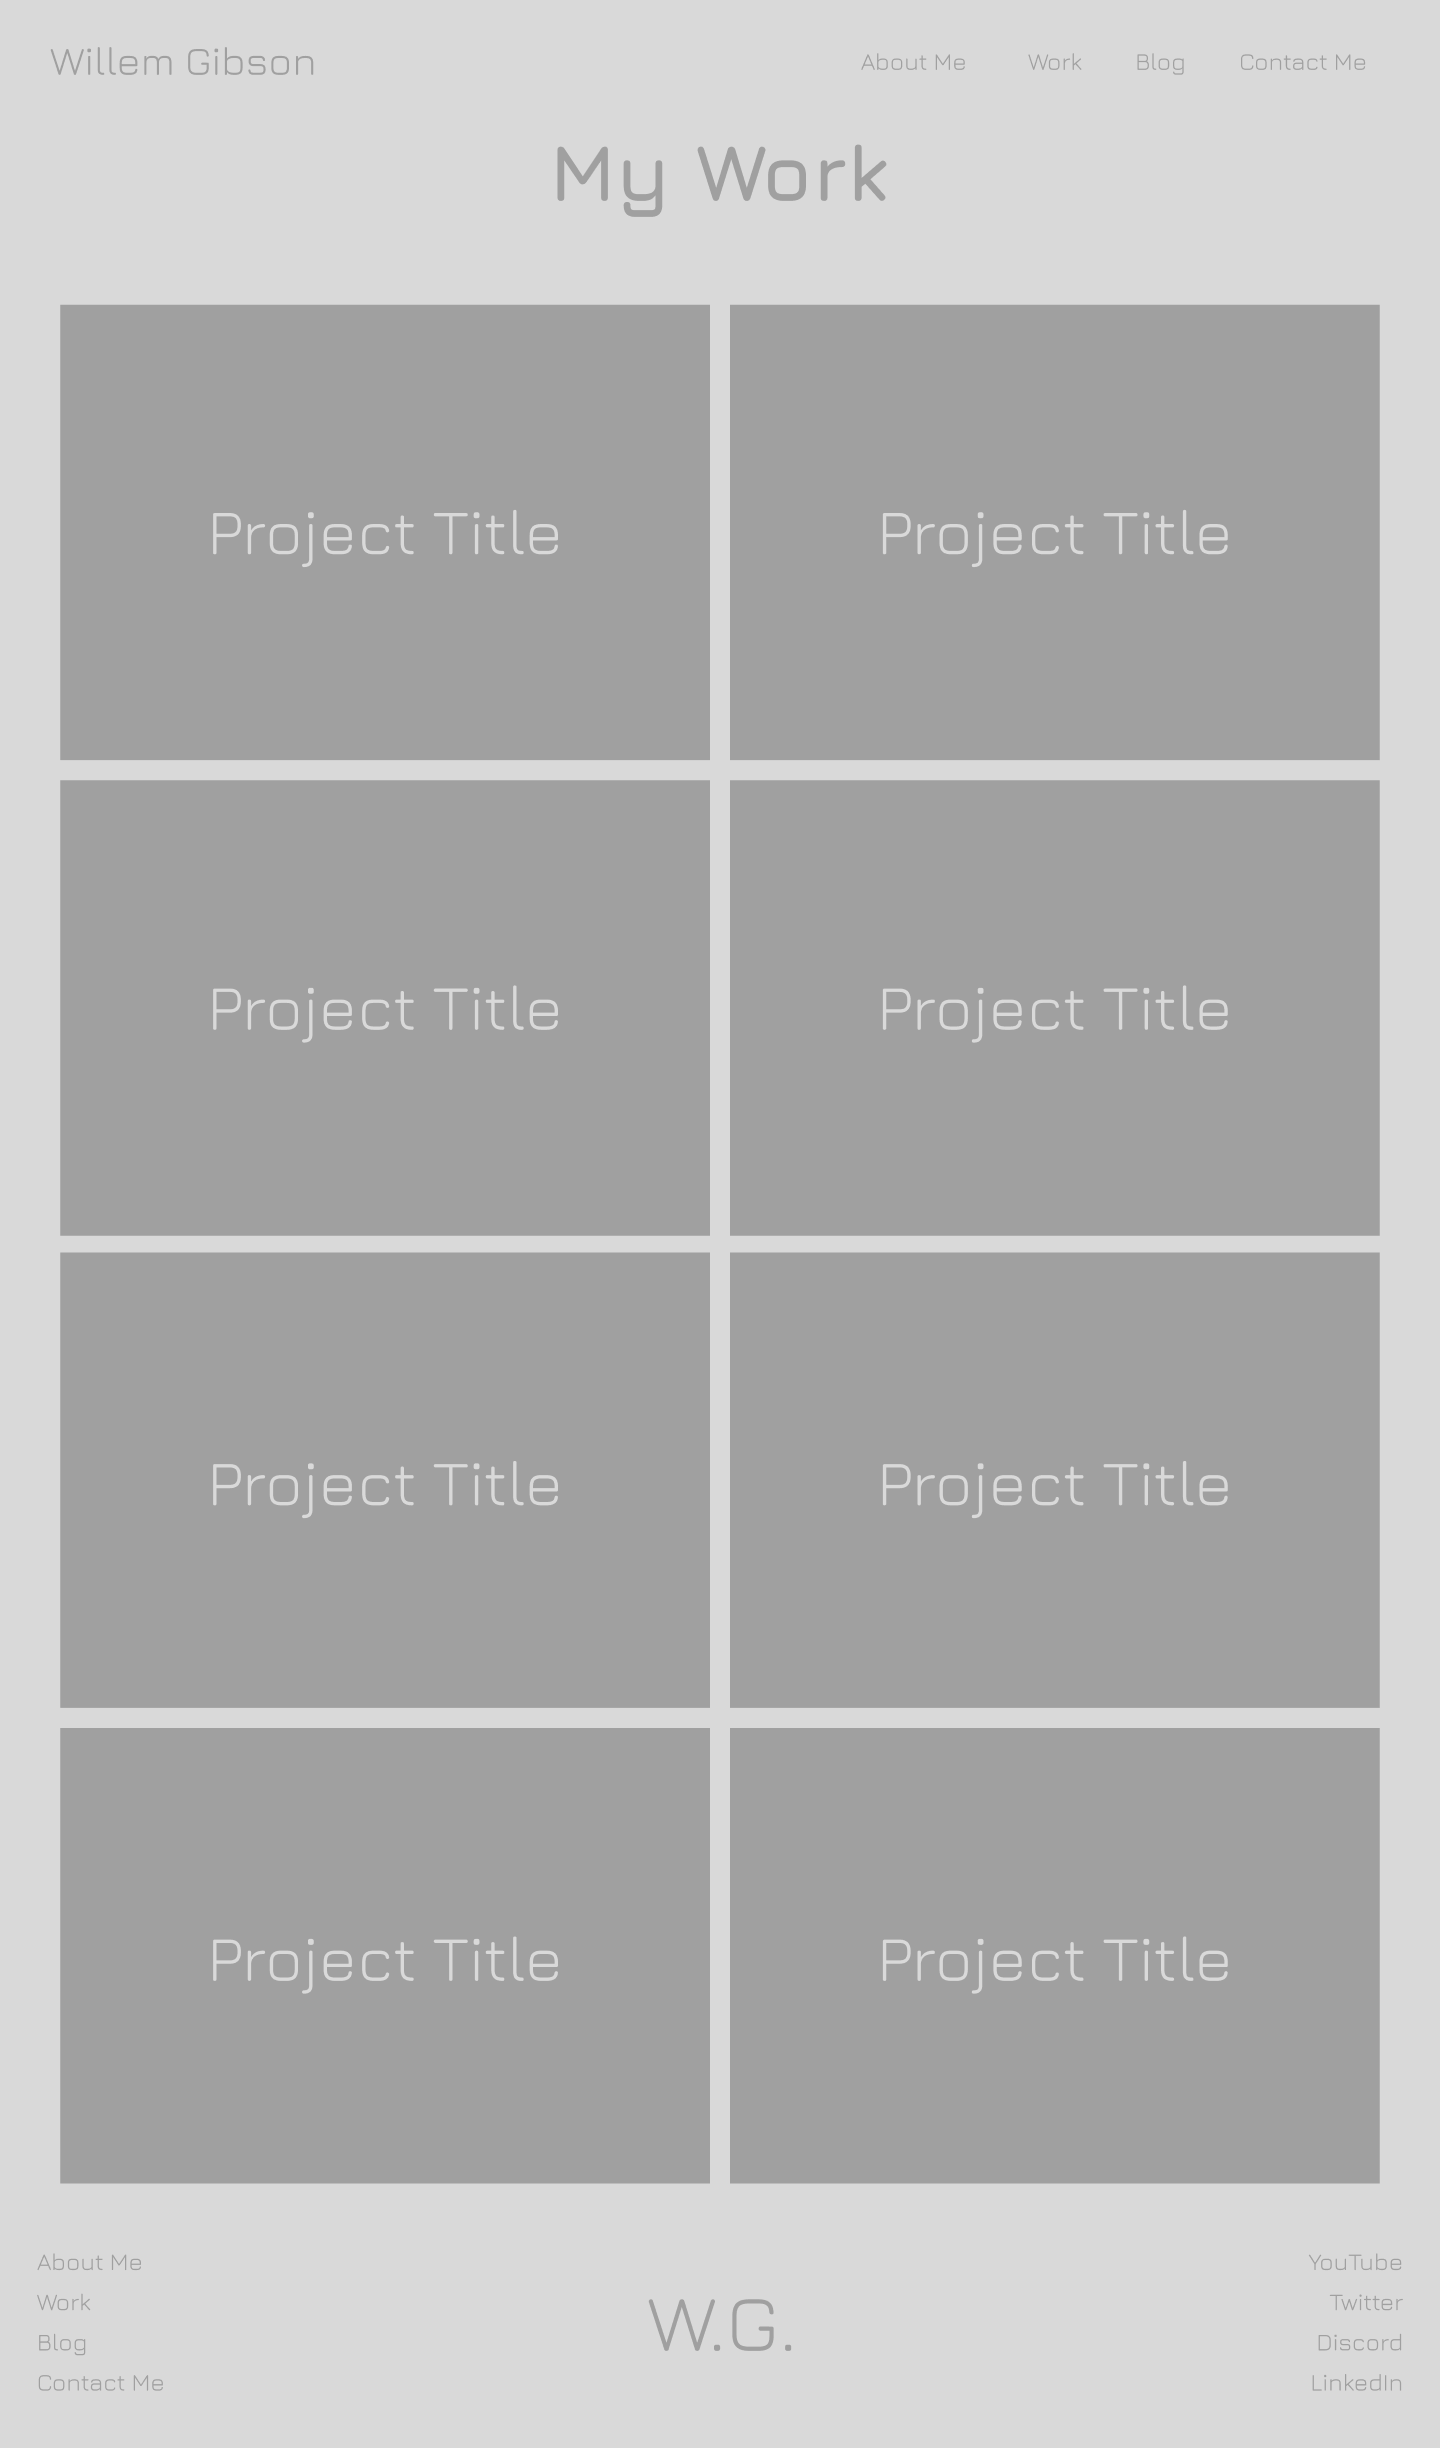 Willem Gibson
About Me Work Blog Contact Me
My Work
Project Title
Project Title
Project Title
Project Title
Project Title
Project Title
Project Title
Project Title
About Me
Work
Blog
Contact Me
W.G.
YouTube
Twitter
Discord
LinkedIn